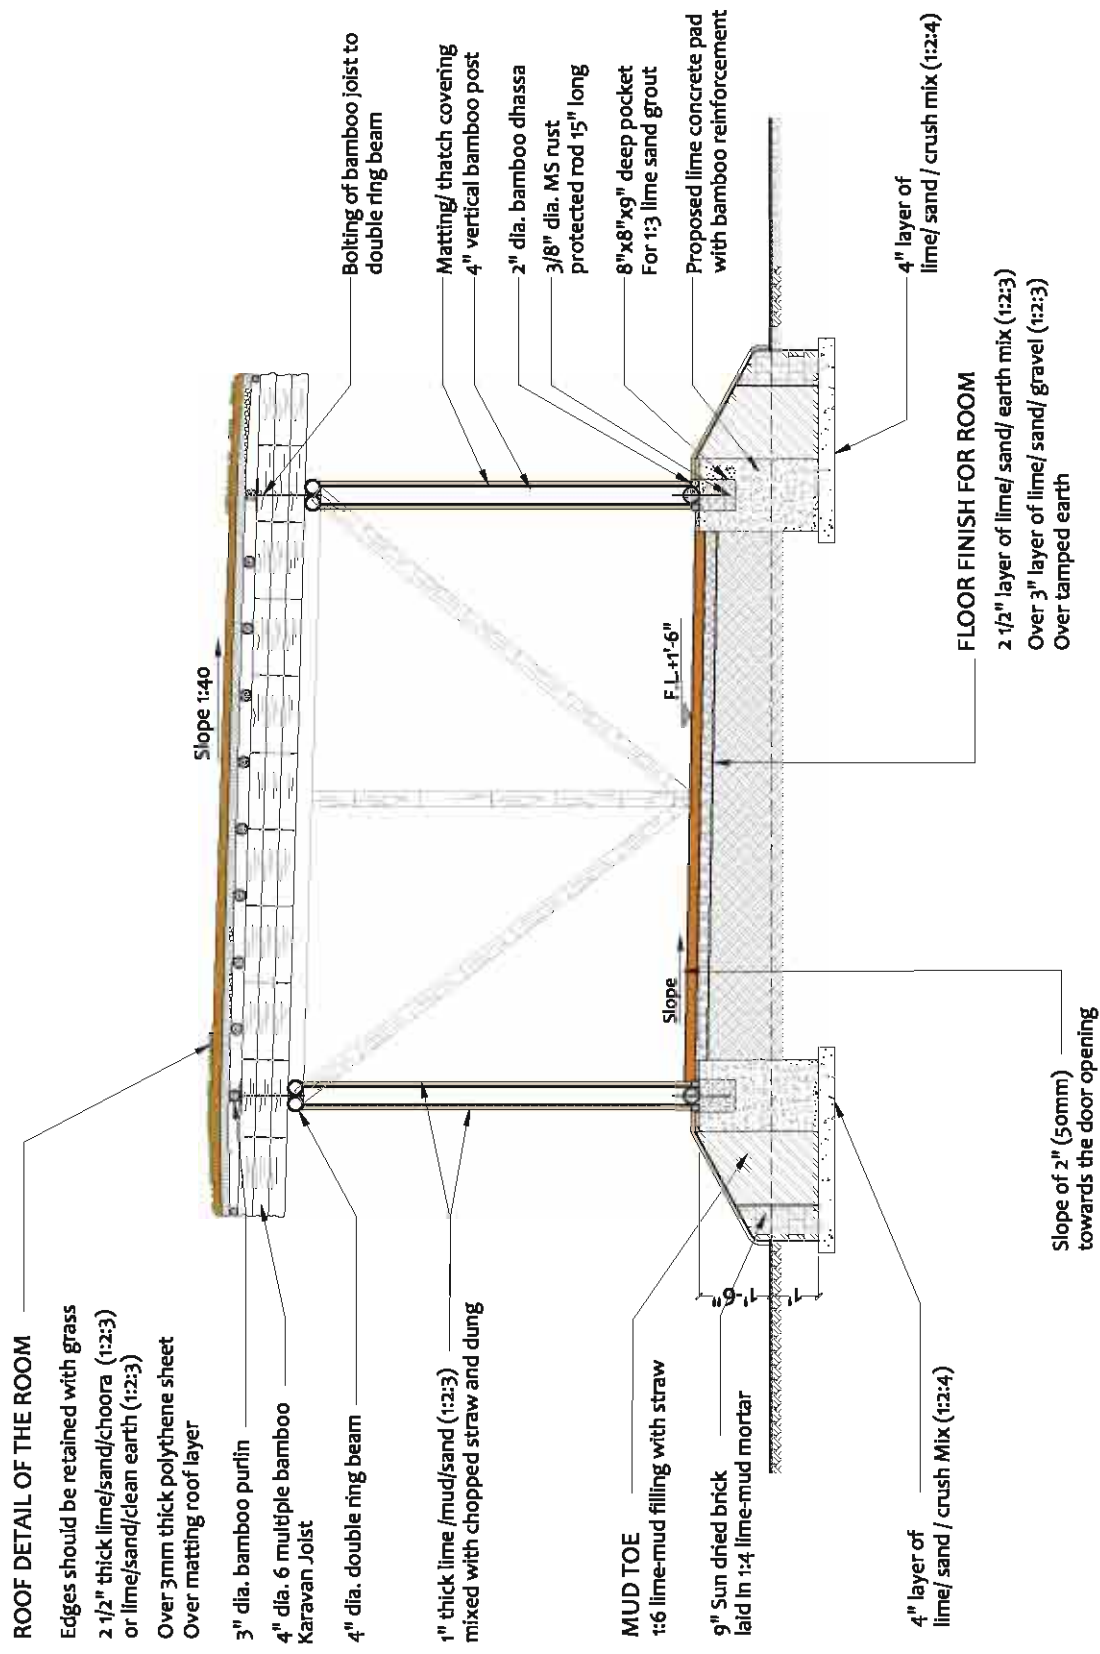 ROOF DETAIL OF THE ROOM
Edges should be retained with grass
2 1/2" thick lime/sand/choora (1:2:3)
or lime/sand/clean earth (1:2:3)
Over 3mm thick polythene sheet
Over matting roof layer
3" dia. bamboo purlin
4" dia. 6 multiple bamboo
Karavan Joist
4" dia. double ring beam
1" thick lime /mud/sand (1:2:3)
mixed with chopped straw and dung
MUD TOE
1:6 lime-mud filling with straw
9" Sun dried brick
laid in 1:4 lime-mud mortar
4" layer of
lime/ sand / crush Mix (1:2:4)
1'-6"
1'
Slope 1:40
Slope
F.L.+1'-6"
Slope of 2" (50mm)
towards the door opening
Bolting of bamboo joist to
double ring beam
Matting/ thatch covering
4" vertical bamboo post
2" dia. bamboo dhassa
3/8" dia. MS rust
protected rod 15" long
8"x8"x9" deep pocket
For 1:3 lime sand grout
Proposed lime concrete pad
with bamboo reinforcement
4" layer of
lime/ sand / crush mix (1:2:4)
FLOOR FINISH FOR ROOM
2 1/2" layer of lime/ sand/ earth mix (1:2:3)
Over 3" layer of lime/ sand/ gravel (1:2:3)
Over tamped earth